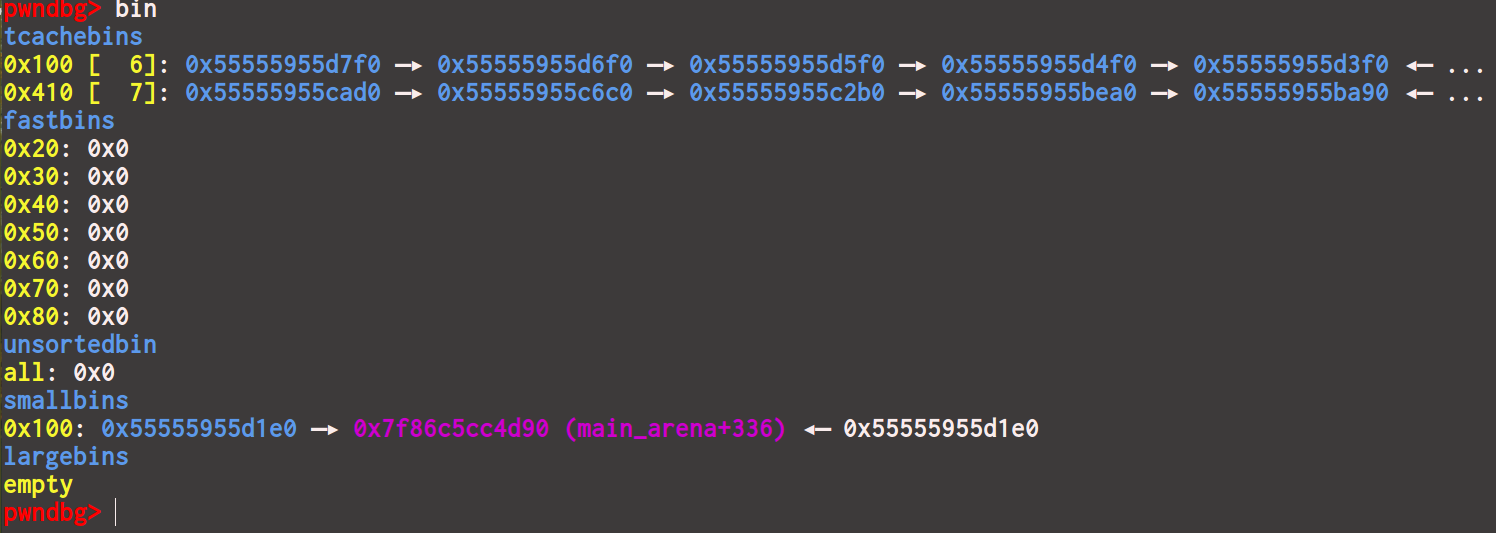 pwndbg> bin
tcachebins
0x100 [  6]: 0x55555955d7f0 —▸ 0x55555955d6f0 —▸ 0x55555955d5f0 —▸ 0x55555955d4f0 —▸ 0x55555955d3f0 ◂— ...
0x410 [  7]: 0x55555955cad0 —▸ 0x55555955c6c0 —▸ 0x55555955c2b0 —▸ 0x55555955bea0 —▸ 0x55555955ba90 ◂— ...
fastbins
0x20: 0x0
0x30: 0x0
0x40: 0x0
0x50: 0x0
0x60: 0x0
0x70: 0x0
0x80: 0x0
unsortedbin
all: 0x0
smallbins
0x100: 0x55555955d1e0 —▸ 0x7f86c5cc4d90 (main_arena+336) ◂— 0x55555955d1e0
largebins
empty
pwndbg>